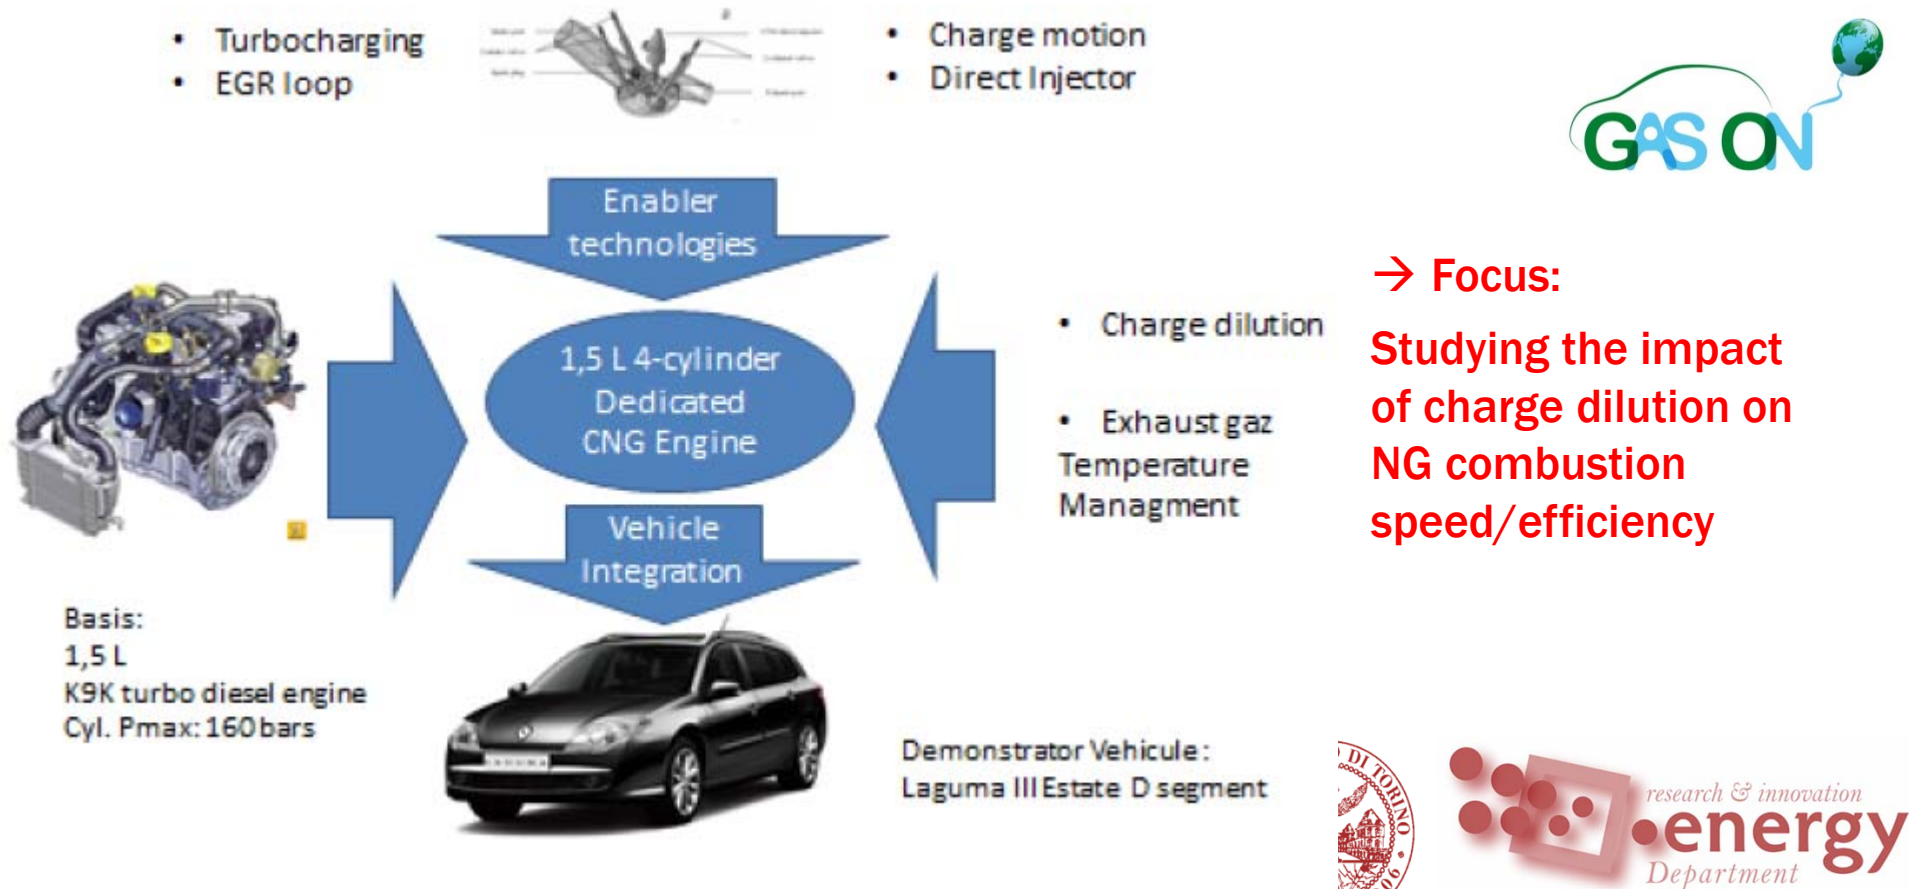 • Turbocharging
• EGR loop
• Charge motion
• Direct Injector
GAS ON
Enabler
technologies
→ Focus:
Studying the impact
of charge dilution on
NG combustion
speed/efficiency
• Charge dilution
• Exhaust gaz
Temperature
Managment
1,5 L 4-cylinder
Dedicated
CNG Engine
Vehicle
Integration
Basis:
1,5 L
K9K turbo diesel engine
Cyl. Pmax: 160 bars
LAGUNA
Demonstrator Vehicule :
Laguma III Estate D segment
DI TORINO
research & innovation
energy
Department